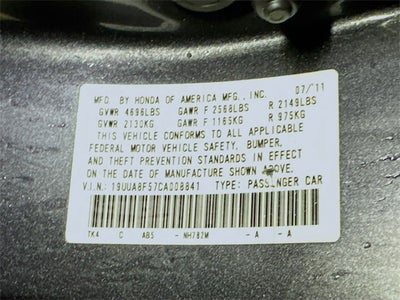 MFD. BY HONDA OF AMERICA MFG., INC. 07/11
GVWR 4698LBS GAWR F 2568LBS R 2149LBS
GVWR 2130KG GAWR F 1165KG R 975KG
THIS VEHICLE CONFORMS TO ALL APPLICABLE
FEDERAL MOTOR VEHICLE SAFETY, BUMPER,
AND THEFT PREVENTION STANDARDS IN EFFECT
ON THE DATE OF MANUFACTURE SHOWN ABOVE.
V.I.N.: 19UUA8F57CA008841 TYPE: PASSENGER CAR
TK4 C AB5 - NH782M - A - A